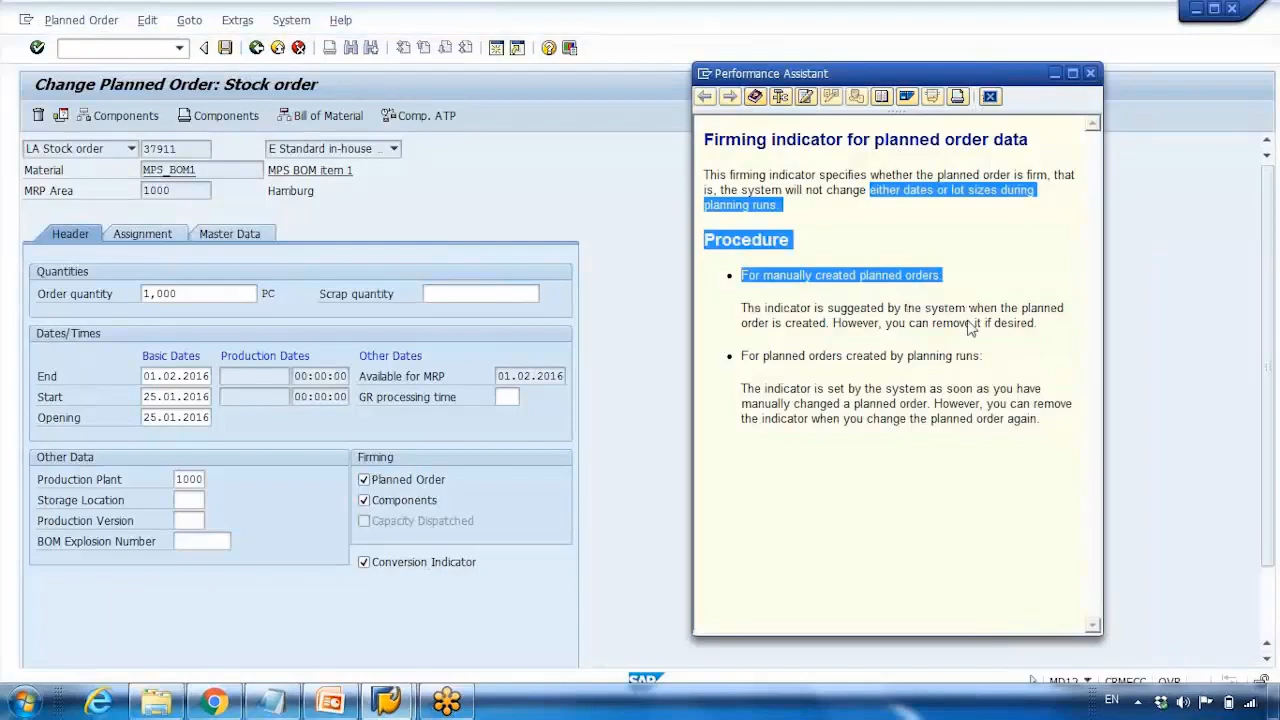 Planned Order Edit Goto Extras System Help
Change Planned Order: Stock order
Components Components Bill of Material Comp. ATP
LA Stock order 37911 E Standard in-house ...
Material MPS_BOM1 MPS BOM item 1
MRP Area 1000 Hamburg
Header Assignment Master Data
Quantities
Order quantity 1,000 PC Scrap quantity
Dates/Times
Basic Dates Production Dates Other Dates
End 01.02.2016 00:00:00 Available for MRP 01.02.2016
Start 25.01.2016 00:00:00 GR processing time
Opening 25.01.2016
Other Data
Production Plant 1000
Storage Location
Production Version
BOM Explosion Number
Firming
Planned Order
Components
Capacity Dispatched
Conversion Indicator
Performance Assistant
Firming indicator for planned order data
This firming indicator specifies whether the planned order is firm, that
is, the system will not change either dates or lot sizes during
planning runs.
Procedure
• For manually created planned orders:
The indicator is suggested by the system when the planned
order is created. However, you can remove it if desired.
• For planned orders created by planning runs:
The indicator is set by the system as soon as you have
manually changed a planned order. However, you can remove
the indicator when you change the planned order again.
SAP
MD12 CRMECC OVR
EN